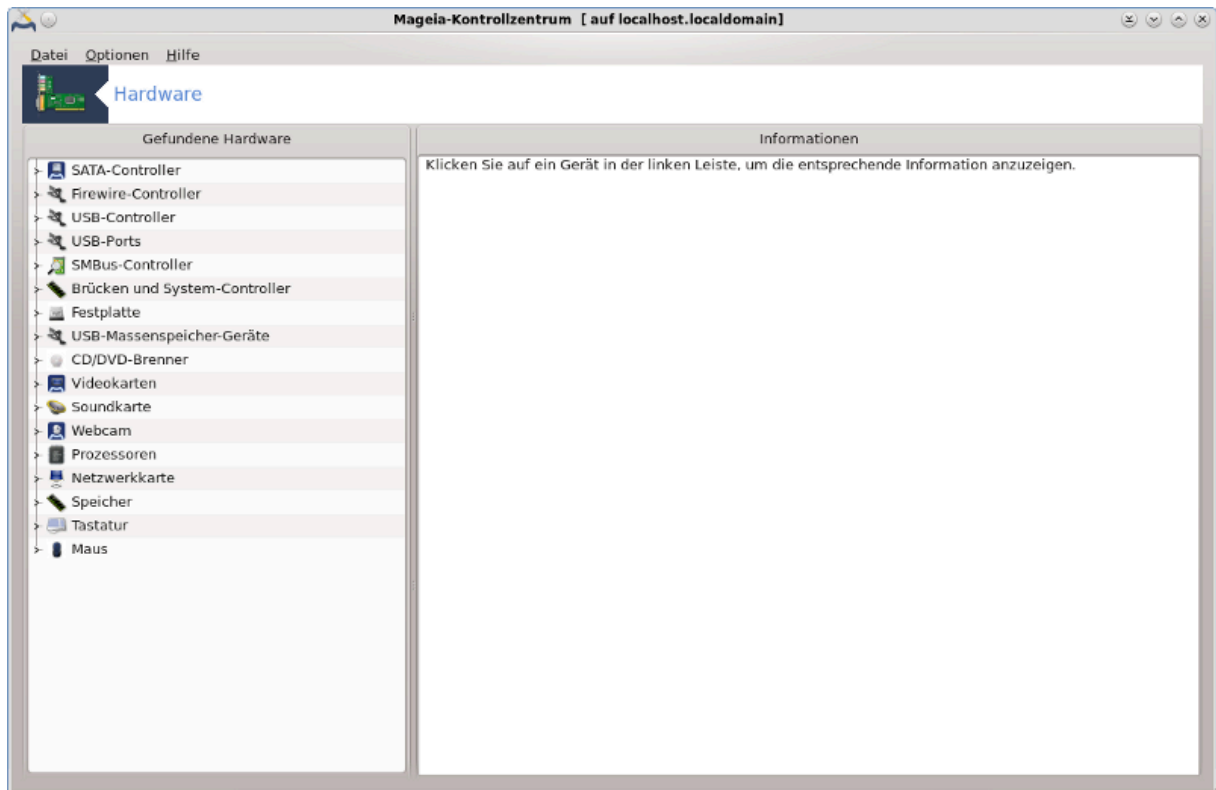 Mageia-Kontrollzentrum [ auf localhost.localdomain]
Datei Optionen Hilfe
Hardware
Gefundene Hardware
Informationen
SATA-Controller
Firewire-Controller
USB-Controller
USB-Ports
SMBus-Controller
Brücken und System-Controller
Festplatte
USB-Massenspeicher-Geräte
CD/DVD-Brenner
Videokarten
Soundkarte
Webcam
Prozessoren
Netzwerkkarte
Speicher
Tastatur
Maus
Klicken Sie auf ein Gerät in der linken Leiste, um die entsprechende Information anzuzeigen.